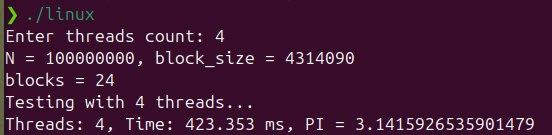 ❯ ./linux
Enter threads count: 4
N = 100000000, block_size = 4314090
blocks = 24
Testing with 4 threads...
Threads: 4, Time: 423.353 ms, PI = 3.1415926535901479